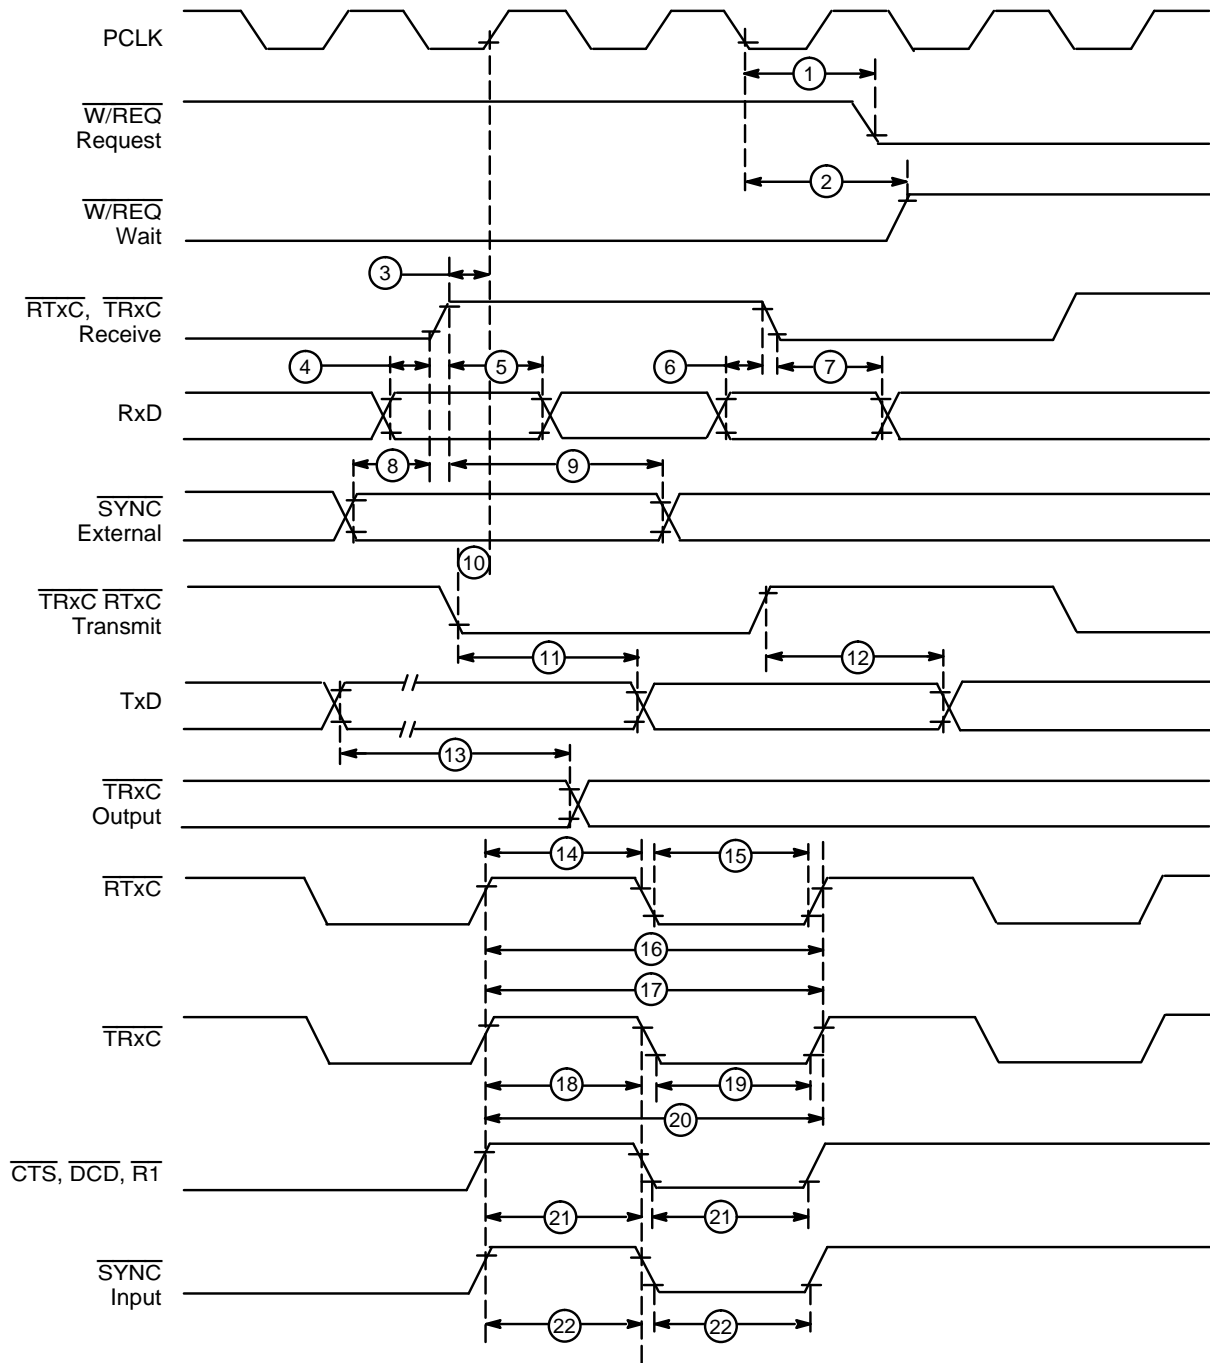 PCLK
1
W/REQ
Request
2
W/REQ
Wait
3
RTxC, TRxC
Receive
4
5
6
7
RxD
8
9
SYNC
External
10
TRxC RTxC
Transmit
11
12
TxD
13
TRxC
Output
14
15
RTxC
16
17
TRxC
18
19
20
CTS, DCD, R1
21
21
SYNC
Input
22
22